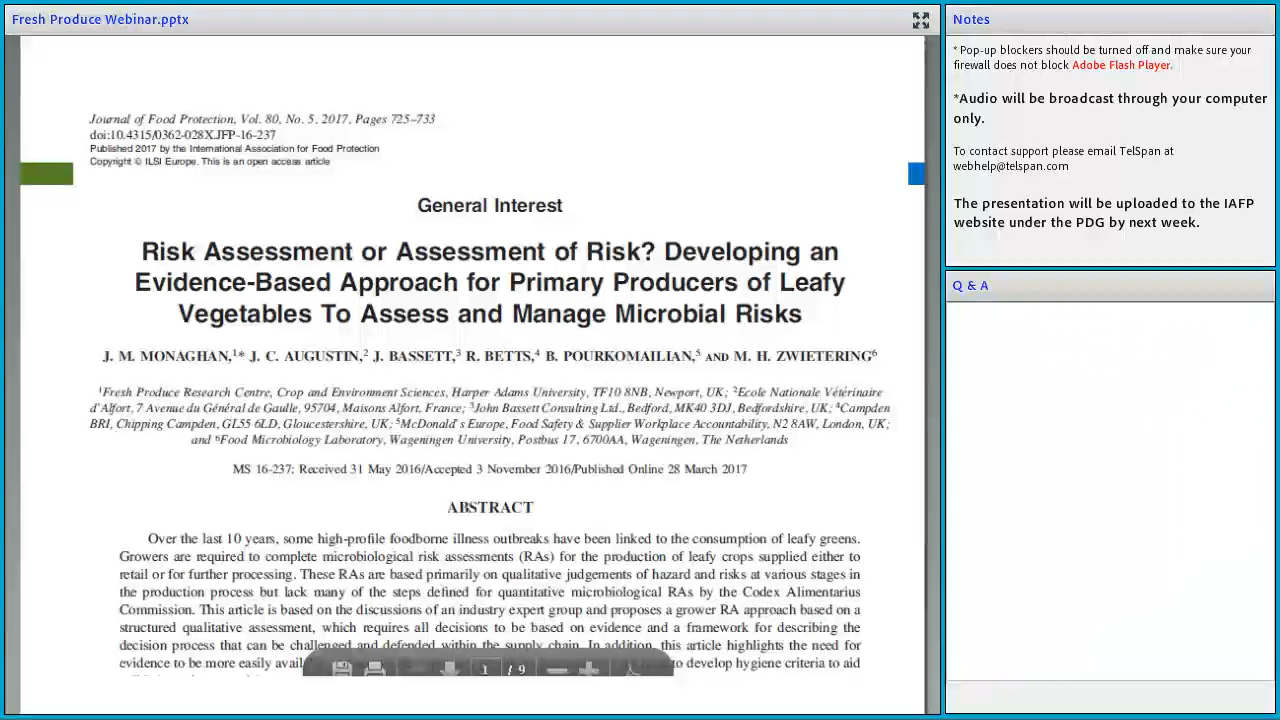 Fresh Produce Webinar.pptx
Journal of Food Protection, Vol. 80, No. 5, 2017, Pages 725–733
doi:10.4315/0362-028X.JFP-16-237
Published 2017 by the International Association for Food Protection
Copyright © ILSI Europe. This is an open access article
General Interest
Risk Assessment or Assessment of Risk? Developing an
Evidence-Based Approach for Primary Producers of Leafy
Vegetables To Assess and Manage Microbial Risks
J. M. MONAGHAN,1* J. C. AUGUSTIN,2 J. BASSETT,3 R. BETTS,4 B. POURKOMAILIAN,5 AND M. H. ZWIETERING6
1Fresh Produce Research Centre, Crop and Environment Sciences, Harper Adams University, TF10 8NB, Newport, UK; 2Ecole Nationale Vétérinaire
d'Alfort, 7 Avenue du Général de Gaulle, 95704, Maisons Alfort, France; 3John Bassett Consulting Ltd., Bedford, MK40 3DJ, Bedfordshire, UK; 4Campden
BRI, Chipping Campden, GL55 6LD, Gloucestershire, UK; 5McDonald's Europe, Food Safety & Supplier Workplace Accountability, N2 8AW, London, UK;
and 6Food Microbiology Laboratory, Wageningen University, Postbus 17, 6700AA, Wageningen, The Netherlands
MS 16-237: Received 31 May 2016/Accepted 3 November 2016/Published Online 28 March 2017
ABSTRACT
Over the last 10 years, some high-profile foodborne illness outbreaks have been linked to the consumption of leafy greens.
Growers are required to complete microbiological risk assessments (RAs) for the production of leafy crops supplied either to
retail or for further processing. These RAs are based primarily on qualitative judgements of hazard and risks at various stages in
the production process but lack many of the steps defined for quantitative microbiological RAs by the Codex Alimentarius
Commission. This article is based on the discussions of an industry expert group and proposes a grower RA approach based on a
structured qualitative assessment, which requires all decisions to be based on evidence and a framework for describing the
decision process that can be challenged and defended within the supply chain. In addition, this article highlights the need for
evidence to be more easily to develop hygiene criteria to aid
1 / 9
Notes
* Pop-up blockers should be turned off and make sure your
firewall does not block Adobe Flash Player.
*Audio will be broadcast through your computer
only.
To contact support please email TelSpan at
webhelp@telspan.com
The presentation will be uploaded to the IAFP
website under the PDG by next week.
Q & A